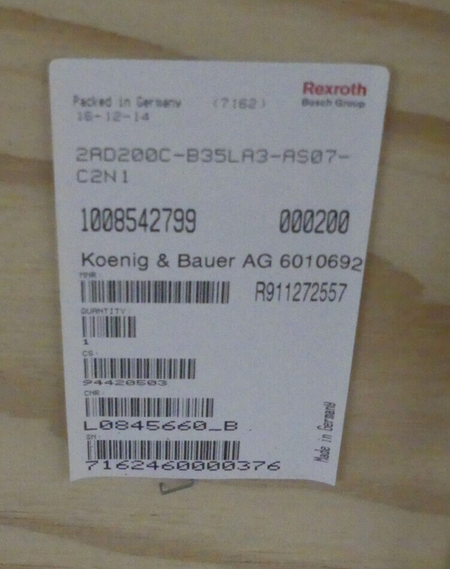 Rexroth
Packed in Germany (7162) Bosch Group
16-12-14
2AD200C-B35LA3-AS07-
C2N1
1008542799 000200
Koenig & Bauer AG 6010692
MNR:
R911272557
QUANTITY:
1
CS:
94420503
CNR:
L0845660_B
SN:
7162460000376
Made in Germany